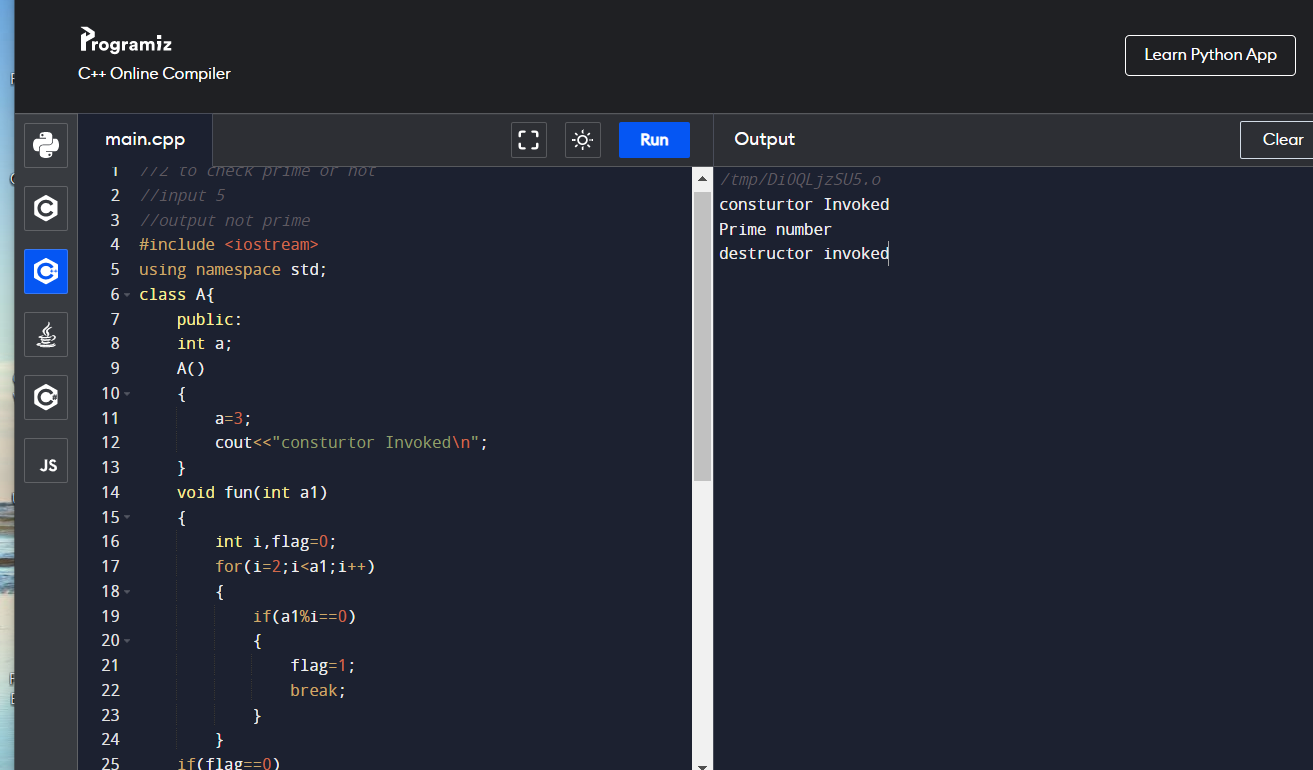 Programiz
C++ Online Compiler
Learn Python App
main.cpp
Run
Output
Clear
1 //2 to check prime or not
2 //input 5
3 //output not prime
4 #include <iostream>
5 using namespace std;
6 class A{
7 public:
8 int a;
9 A()
10 {
11 a=3;
12 cout<<"consturtor Invoked\n";
13 }
14 void fun(int a1)
15 {
16 int i,flag=0;
17 for(i=2;i<a1;i++)
18 {
19 if(a1%i==0)
20 {
21 flag=1;
22 break;
23 }
24 }
25 if(flag==0)
JS
/tmp/DiOQLjzSU5.o
consturtor Invoked
Prime number
destructor invoked